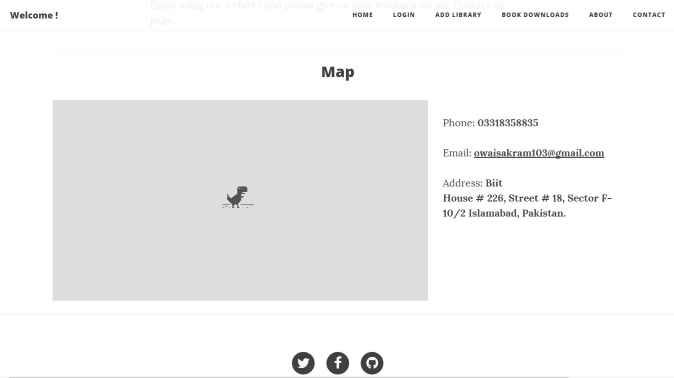 Enjoy using our webite ! and please give us your feedback on our Contact us
page.
Welcome !
HOME
LOGIN
ADD LIBRARY
BOOK DOWNLOADS
ABOUT
CONTACT
Map
Phone: 03318358835
Email: owaisakram103@gmail.com
Address: Biit
House # 226, Street # 18, Sector F-
10/2 Islamabad, Pakistan.